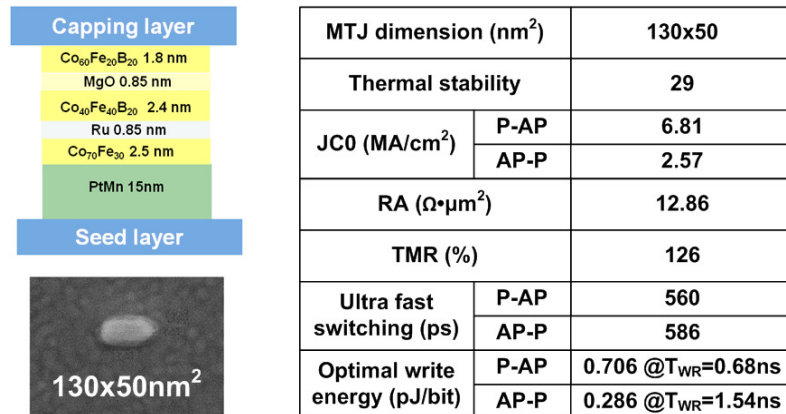 Capping layer
Co60Fe20B20 1.8 nm
MgO 0.85 nm
Co40Fe40B20 2.4 nm
Ru 0.85 nm
Co70Fe30 2.5 nm
PtMn 15nm
Seed layer
130x50nm²
MTJ dimension (nm²) 130x50
Thermal stability 29
JC0 (MA/cm²) P-AP 6.81
AP-P 2.57
RA (Ω•µm²) 12.86
TMR (%) 126
Ultra fast switching (ps) P-AP 560
AP-P 586
Optimal write energy (pJ/bit) P-AP 0.706 @TWR=0.68ns
AP-P 0.286 @TWR=1.54ns